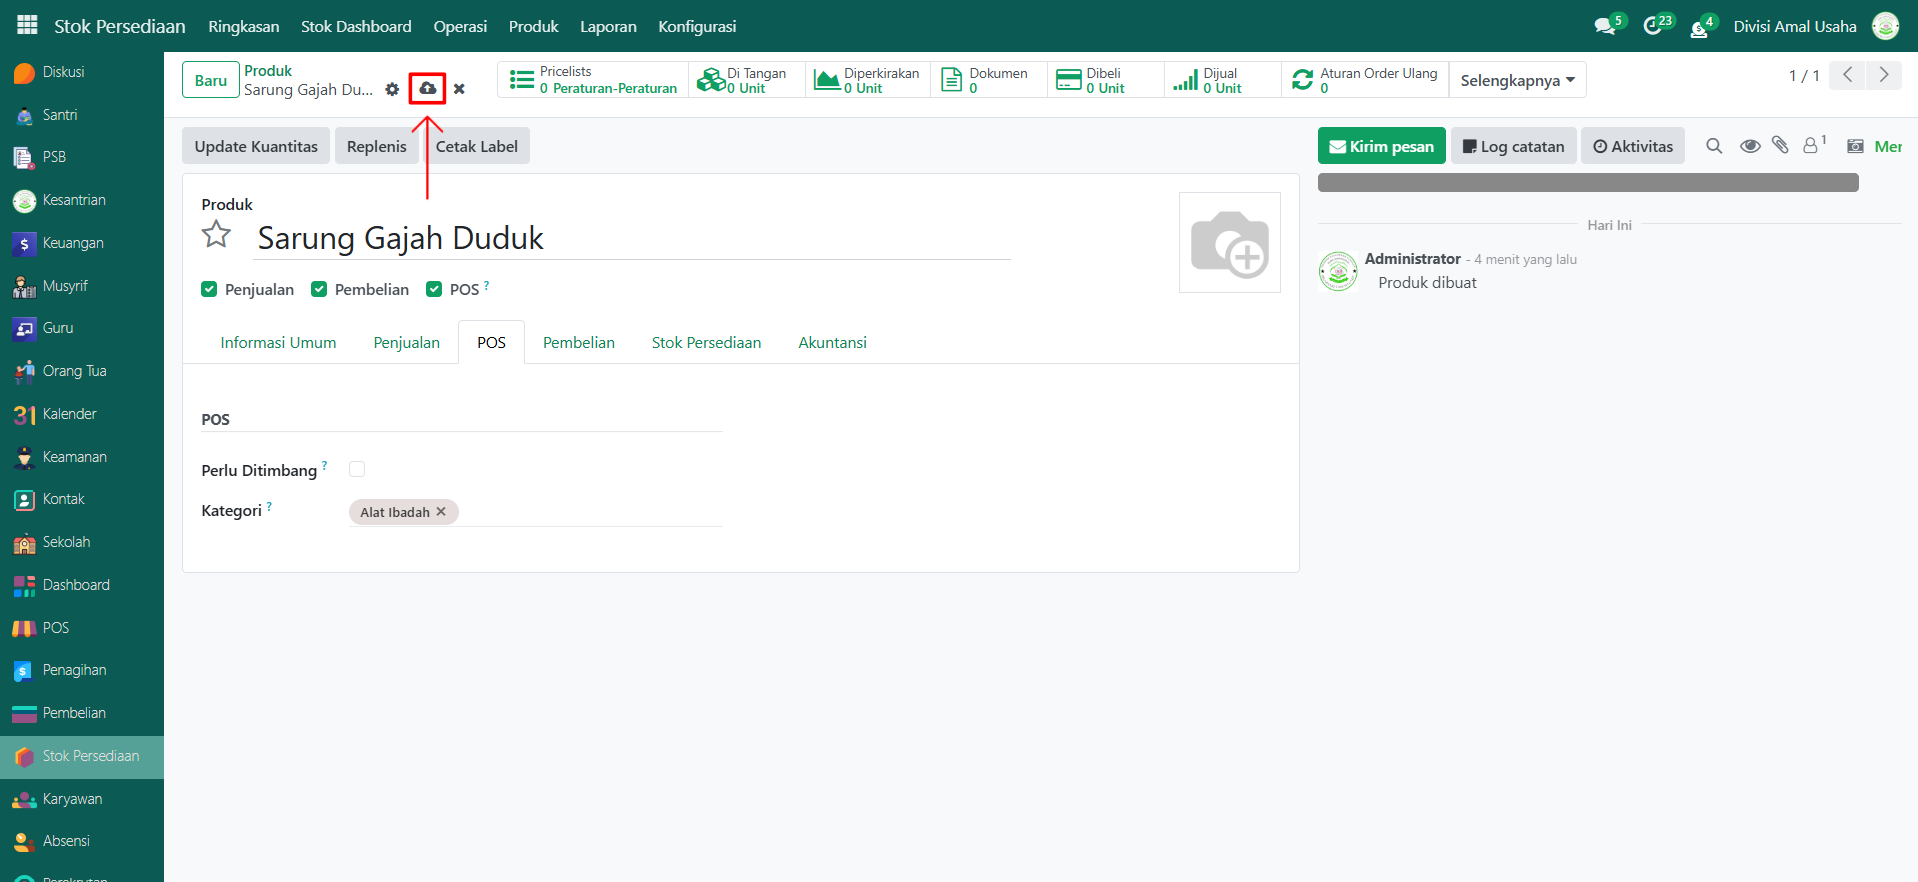 Stok Persediaan Ringkasan Stok Dashboard Operasi Produk Laporan Konfigurasi 5 23 4 Divisi Amal Usaha
Diskusi
Santri
PSB
Kesantrian
Keuangan
Musyrif
Guru
Orang Tua
31 Kalender
Keamanan
Kontak
Sekolah
Dashboard
POS
Penagihan
Pembelian
Stok Persediaan
Karyawan
Absensi
Baru
Produk
Sarung Gajah Du...
Pricelists
0 Peraturan-Peraturan
Di Tangan
0 Unit
Diperkirakan
0 Unit
Dokumen
0
Dibeli
0 Unit
Dijual
0 Unit
Aturan Order Ulang
0
Selengkapnya
1 / 1
Update Kuantitas Replenis Cetak Label
Kirim pesan Log catatan Aktivitas 1 Mer
Produk
Sarung Gajah Duduk
Penjualan Pembelian POS ?
Informasi Umum Penjualan POS Pembelian Stok Persediaan Akuntansi
POS
Perlu Ditimbang ?
Kategori ? Alat Ibadah
Hari Ini
Administrator - 4 menit yang lalu
Produk dibuat